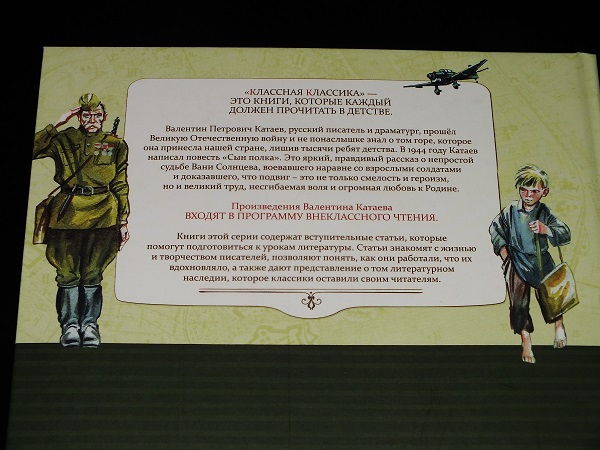 «КЛАССНАЯ КЛАССИКА» —
ЭТО КНИГИ, КОТОРЫЕ КАЖДЫЙ
ДОЛЖЕН ПРОЧИТАТЬ В ДЕТСТВЕ.
Валентин Петрович Катаев, русский писатель и драматург, прошёл
Великую Отечественную войну и не понаслышке знал о том горе, которое
она принесла нашей стране, лишив тысячи ребят детства. В 1944 году Катаев
написал повесть «Сын полка». Это яркий, правдивый рассказ о непростой
судьбе Вани Солнцева, воевавшего наравне со взрослыми солдатами
и доказавшего, что подвиг – это не только смелость и героизм,
но и великий труд, несгибаемая воля и огромная любовь к Родине.
Произведения Валентина Катаева
ВХОДЯТ В ПРОГРАММУ ВНЕКЛАССНОГО ЧТЕНИЯ.
Книги этой серии содержат вступительные статьи, которые
помогут подготовиться к урокам литературы. Статьи знакомят с жизнью
и творчеством писателей, позволяют понять, как они работали, что их
вдохновляло, а также дают представление о том литературном
наследии, которое классики оставили своим читателям.